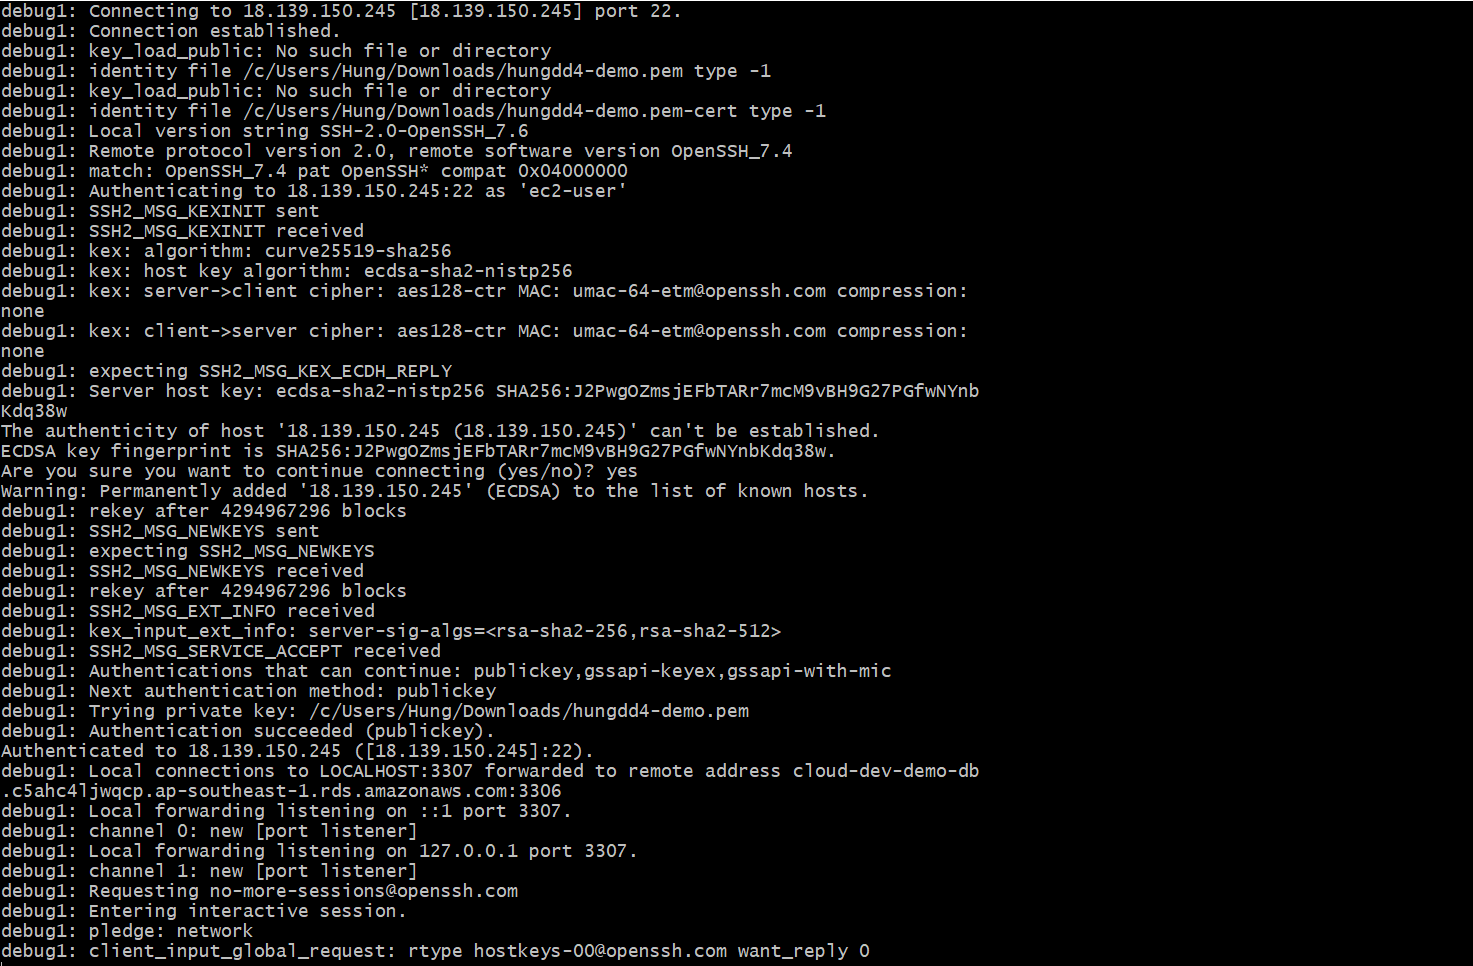 debug1: Connecting to 18.139.150.245 [18.139.150.245] port 22.
debug1: Connection established.
debug1: key_load_public: No such file or directory
debug1: identity file /c/Users/Hung/Downloads/hungdd4-demo.pem type -1
debug1: key_load_public: No such file or directory
debug1: identity file /c/Users/Hung/Downloads/hungdd4-demo.pem-cert type -1
debug1: Local version string SSH-2.0-OpenSSH_7.6
debug1: Remote protocol version 2.0, remote software version OpenSSH_7.4
debug1: match: OpenSSH_7.4 pat OpenSSH* compat 0x04000000
debug1: Authenticating to 18.139.150.245:22 as 'ec2-user'
debug1: SSH2_MSG_KEXINIT sent
debug1: SSH2_MSG_KEXINIT received
debug1: kex: algorithm: curve25519-sha256
debug1: kex: host key algorithm: ecdsa-sha2-nistp256
debug1: kex: server->client cipher: aes128-ctr MAC: umac-64-etm@openssh.com compression:
none
debug1: kex: client->server cipher: aes128-ctr MAC: umac-64-etm@openssh.com compression:
none
debug1: expecting SSH2_MSG_KEX_ECDH_REPLY
debug1: Server host key: ecdsa-sha2-nistp256 SHA256:J2PwgOZmsjEFbTARr7mcM9vBH9G27PGfwNYnb
Kdq38w
The authenticity of host '18.139.150.245 (18.139.150.245)' can't be established.
ECDSA key fingerprint is SHA256:J2PwgOZmsjEFbTARr7mcM9vBH9G27PGfwNYnbKdq38w.
Are you sure you want to continue connecting (yes/no)? yes
Warning: Permanently added '18.139.150.245' (ECDSA) to the list of known hosts.
debug1: rekey after 4294967296 blocks
debug1: SSH2_MSG_NEWKEYS sent
debug1: expecting SSH2_MSG_NEWKEYS
debug1: SSH2_MSG_NEWKEYS received
debug1: rekey after 4294967296 blocks
debug1: SSH2_MSG_EXT_INFO received
debug1: kex_input_ext_info: server-sig-algs=<rsa-sha2-256,rsa-sha2-512>
debug1: SSH2_MSG_SERVICE_ACCEPT received
debug1: Authentications that can continue: publickey,gssapi-keyex,gssapi-with-mic
debug1: Next authentication method: publickey
debug1: Trying private key: /c/Users/Hung/Downloads/hungdd4-demo.pem
debug1: Authentication succeeded (publickey).
Authenticated to 18.139.150.245 ([18.139.150.245]:22).
debug1: Local connections to LOCALHOST:3307 forwarded to remote address cloud-dev-demo-db
.c5ahc4ljwqcp.ap-southeast-1.rds.amazonaws.com:3306
debug1: Local forwarding listening on ::1 port 3307.
debug1: channel 0: new [port listener]
debug1: Local forwarding listening on 127.0.0.1 port 3307.
debug1: channel 1: new [port listener]
debug1: Requesting no-more-sessions@openssh.com
debug1: Entering interactive session.
debug1: pledge: network
debug1: client_input_global_request: rtype hostkeys-00@openssh.com want_reply 0